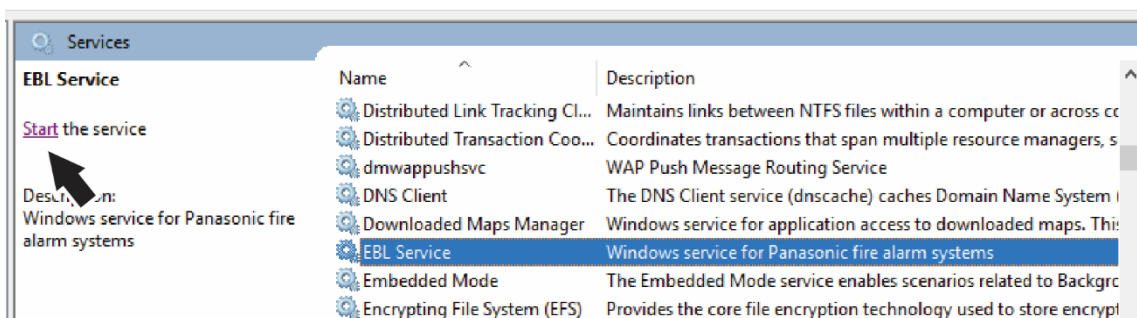 Services
EBL Service
Start the service
Description:
Windows service for Panasonic fire
alarm systems
Name Description
Distributed Link Tracking Cl... Maintains links between NTFS files within a computer or across
Distributed Transaction Coo... Coordinates transactions that span multiple resource managers,
dmwappushsvc WAP Push Message Routing Service
DNS Client The DNS Client service (dnscache) caches Domain Name System
Downloaded Maps Manager Windows service for application access to downloaded maps.
EBL Service Windows service for Panasonic fire alarm systems
Embedded Mode The Embedded Mode service enables scenarios related to
Encrypting File System (EFS) Provides the core file encryption technology used to store